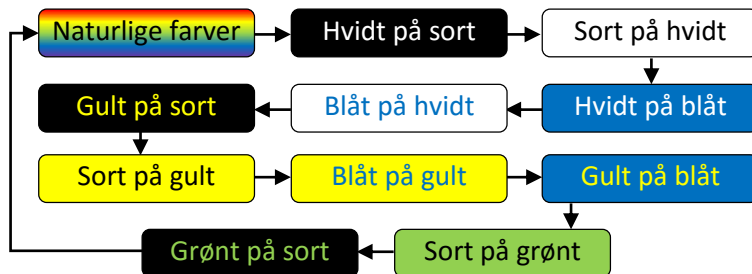 Naturlige farver
Hvidt på sort
Sort på hvidt
Hvidt på blåt
Blåt på hvidt
Gult på sort
Sort på gult
Blåt på gult
Gult på blåt
Sort på grønt
Grønt på sort